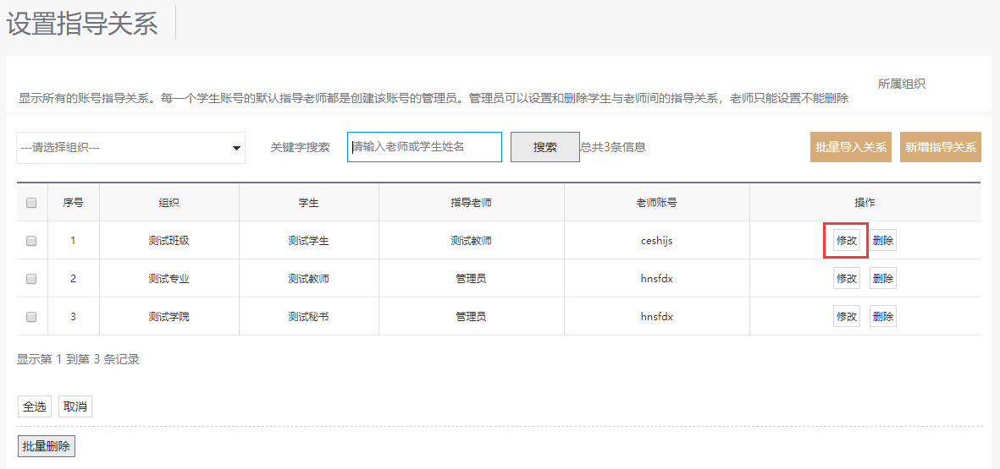 设置指导关系
所属组织
显示所有的账号指导关系。每一个学生账号的默认指导老师都是创建该账号的管理员。管理员可以设置和删除学生与老师间的指导关系，老师只能设置不能删除
---请选择组织--- 关键字搜索 请输入老师或学生姓名 搜索 总共3条信息 批量导入关系 新增指导关系
序号 组织 学生 指导老师 老师账号 操作
1 测试班级 测试学生 测试教师 ceshijs 修改 删除
2 测试专业 测试教师 管理员 hnsfdx 修改 删除
3 测试学院 测试秘书 管理员 hnsfdx 修改 删除
显示第 1 到第 3 条记录
全选 取消
批量删除